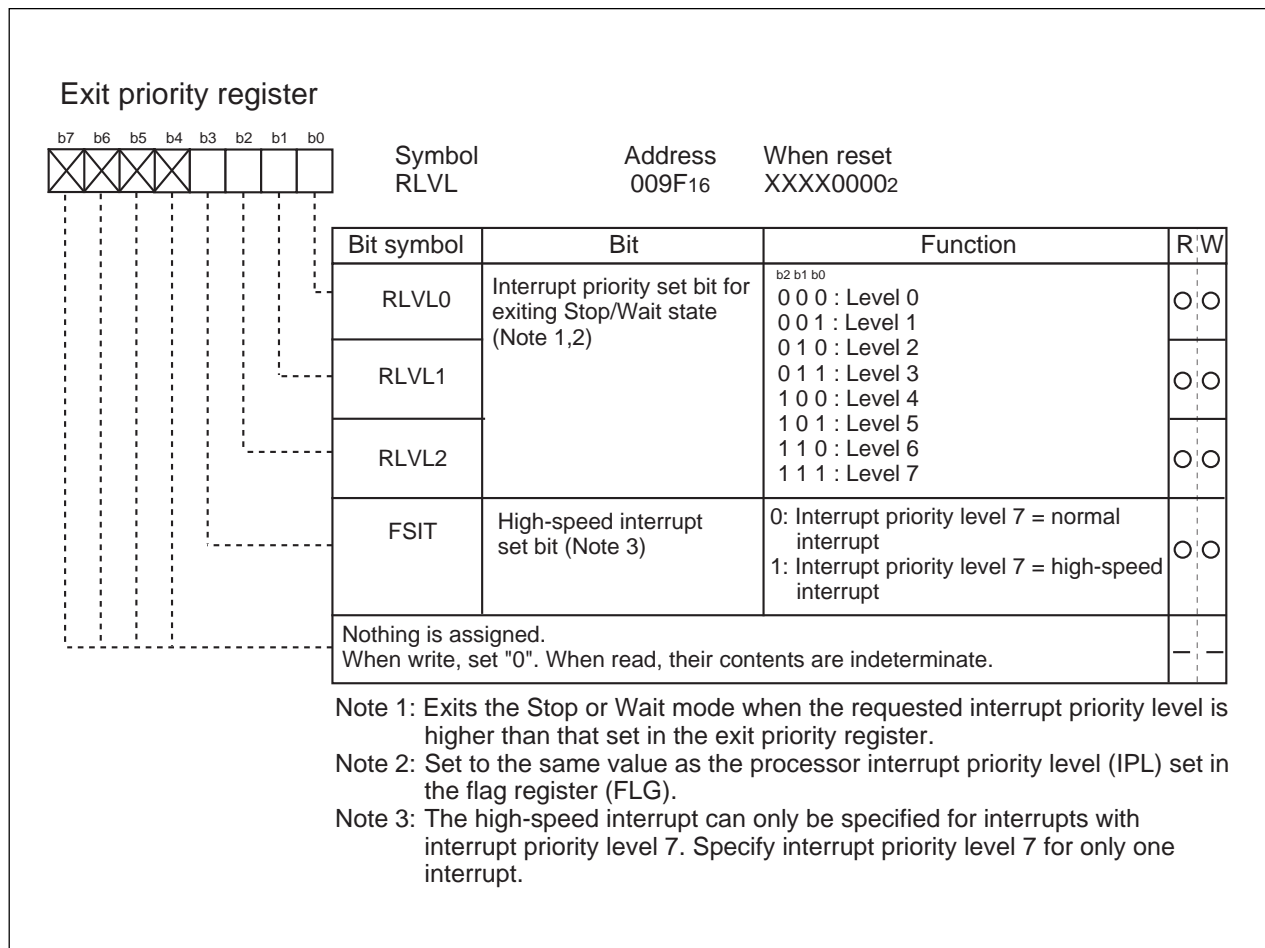 Exit priority register
b7 b6 b5 b4 b3 b2 b1 b0
Symbol Address When reset
RLVL 009F16 XXXX00002
Bit symbol Bit Function R W
RLVL0 Interrupt priority set bit for
exiting Stop/Wait state
(Note 1,2)
b2 b1 b0
0 0 0 : Level 0
0 0 1 : Level 1
0 1 0 : Level 2
0 1 1 : Level 3
1 0 0 : Level 4
1 0 1 : Level 5
1 1 0 : Level 6
1 1 1 : Level 7
RLVL1
RLVL2
FSIT High-speed interrupt
set bit (Note 3)
0: Interrupt priority level 7 = normal
interrupt
1: Interrupt priority level 7 = high-speed
interrupt
Nothing is assigned.
When write, set "0". When read, their contents are indeterminate.
Note 1: Exits the Stop or Wait mode when the requested interrupt priority level is
higher than that set in the exit priority register.
Note 2: Set to the same value as the processor interrupt priority level (IPL) set in
the flag register (FLG).
Note 3: The high-speed interrupt can only be specified for interrupts with
interrupt priority level 7. Specify interrupt priority level 7 for only one
interrupt.